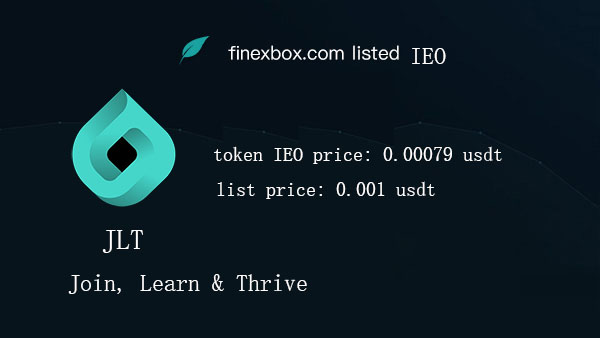 finexbox.com listed IEO
token IEO price: 0.00079 usdt
list price: 0.001 usdt
JLT
Join, Learn & Thrive